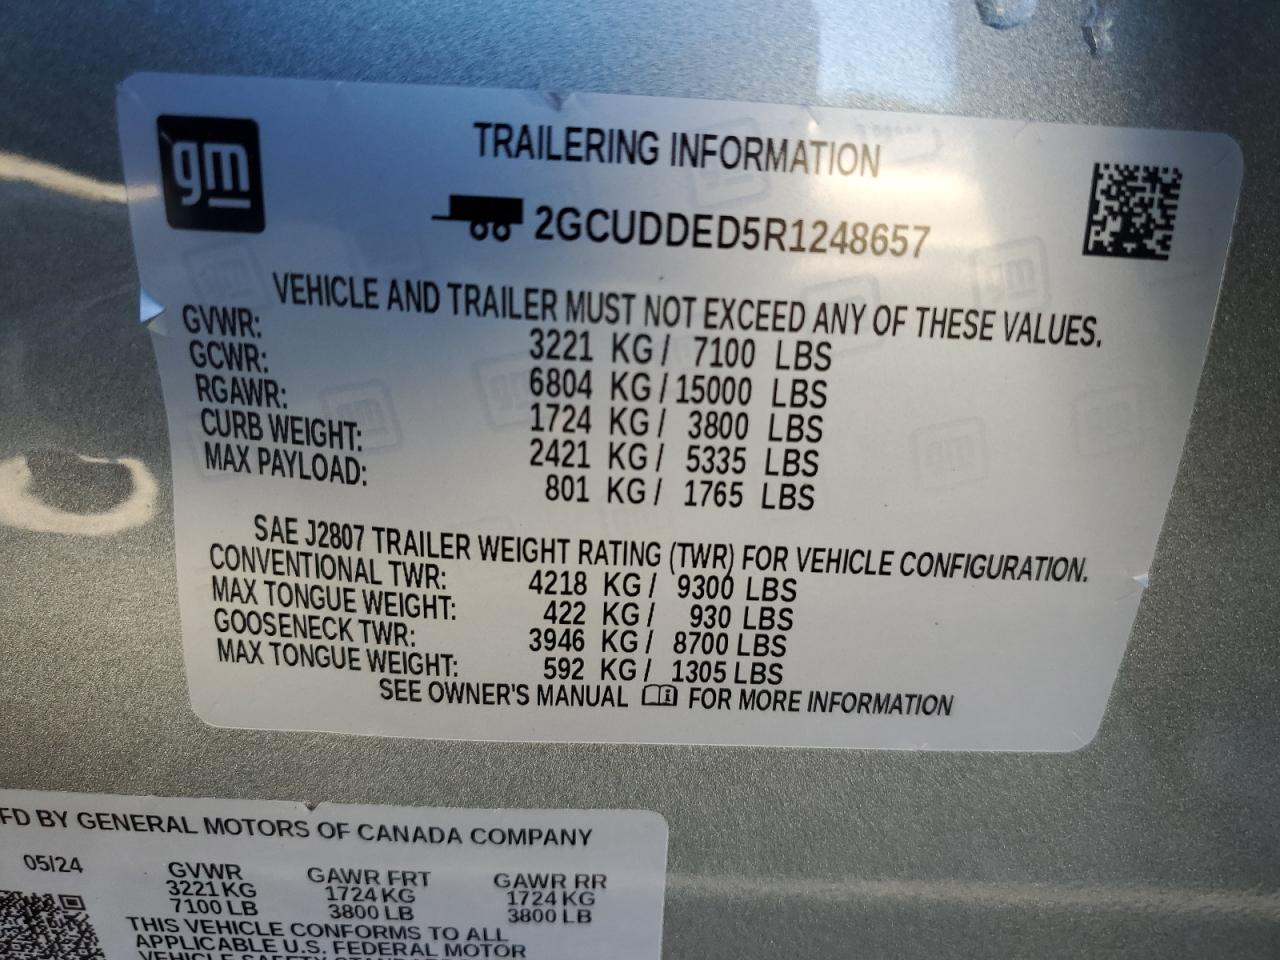 gm
TRAILERING INFORMATION
2GCUDDED5R1248657
VEHICLE AND TRAILER MUST NOT EXCEED ANY OF THESE VALUES.
GVWR: 3221 KG / 7100 LBS
GCWR: 6804 KG / 15000 LBS
RGAWR: 1724 KG / 3800 LBS
CURB WEIGHT: 2421 KG / 5335 LBS
MAX PAYLOAD: 801 KG / 1765 LBS
SAE J2807 TRAILER WEIGHT RATING (TWR) FOR VEHICLE CONFIGURATION.
CONVENTIONAL TWR: 4218 KG / 9300 LBS
MAX TONGUE WEIGHT: 422 KG / 930 LBS
GOOSENECK TWR: 3946 KG / 8700 LBS
MAX TONGUE WEIGHT: 592 KG / 1305 LBS
SEE OWNER'S MANUAL FOR MORE INFORMATION
FD BY GENERAL MOTORS OF CANADA COMPANY
05/24 GVWR GAWR FRT GAWR RR
3221 KG 1724 KG 1724 KG
7100 LB 3800 LB 3800 LB
THIS VEHICLE CONFORMS TO ALL
APPLICABLE U.S. FEDERAL MOTOR
VEHICLE SAFETY STANDARD